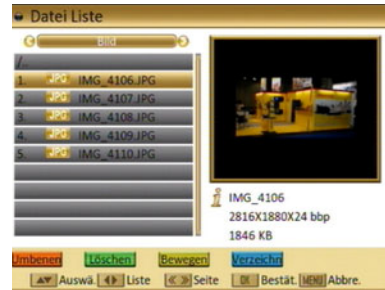 Datei Liste
Bild
/..
1. JPG IMG_4106.JPG
2. JPG IMG_4107.JPG
3. JPG IMG_4108.JPG
4. JPG IMG_4109.JPG
5. JPG IMG_4110.JPG
IMG_4106
2816X1880X24 bbp
1846 KB
Umbenen Löschen Bewegen Verzeichn
Auswä. Liste Seite OK Bestät. MENU Abbre.